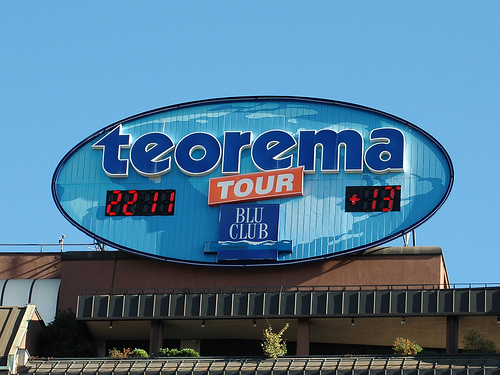 teorema
TOUR
22 11
+13°
BLU
CLUB